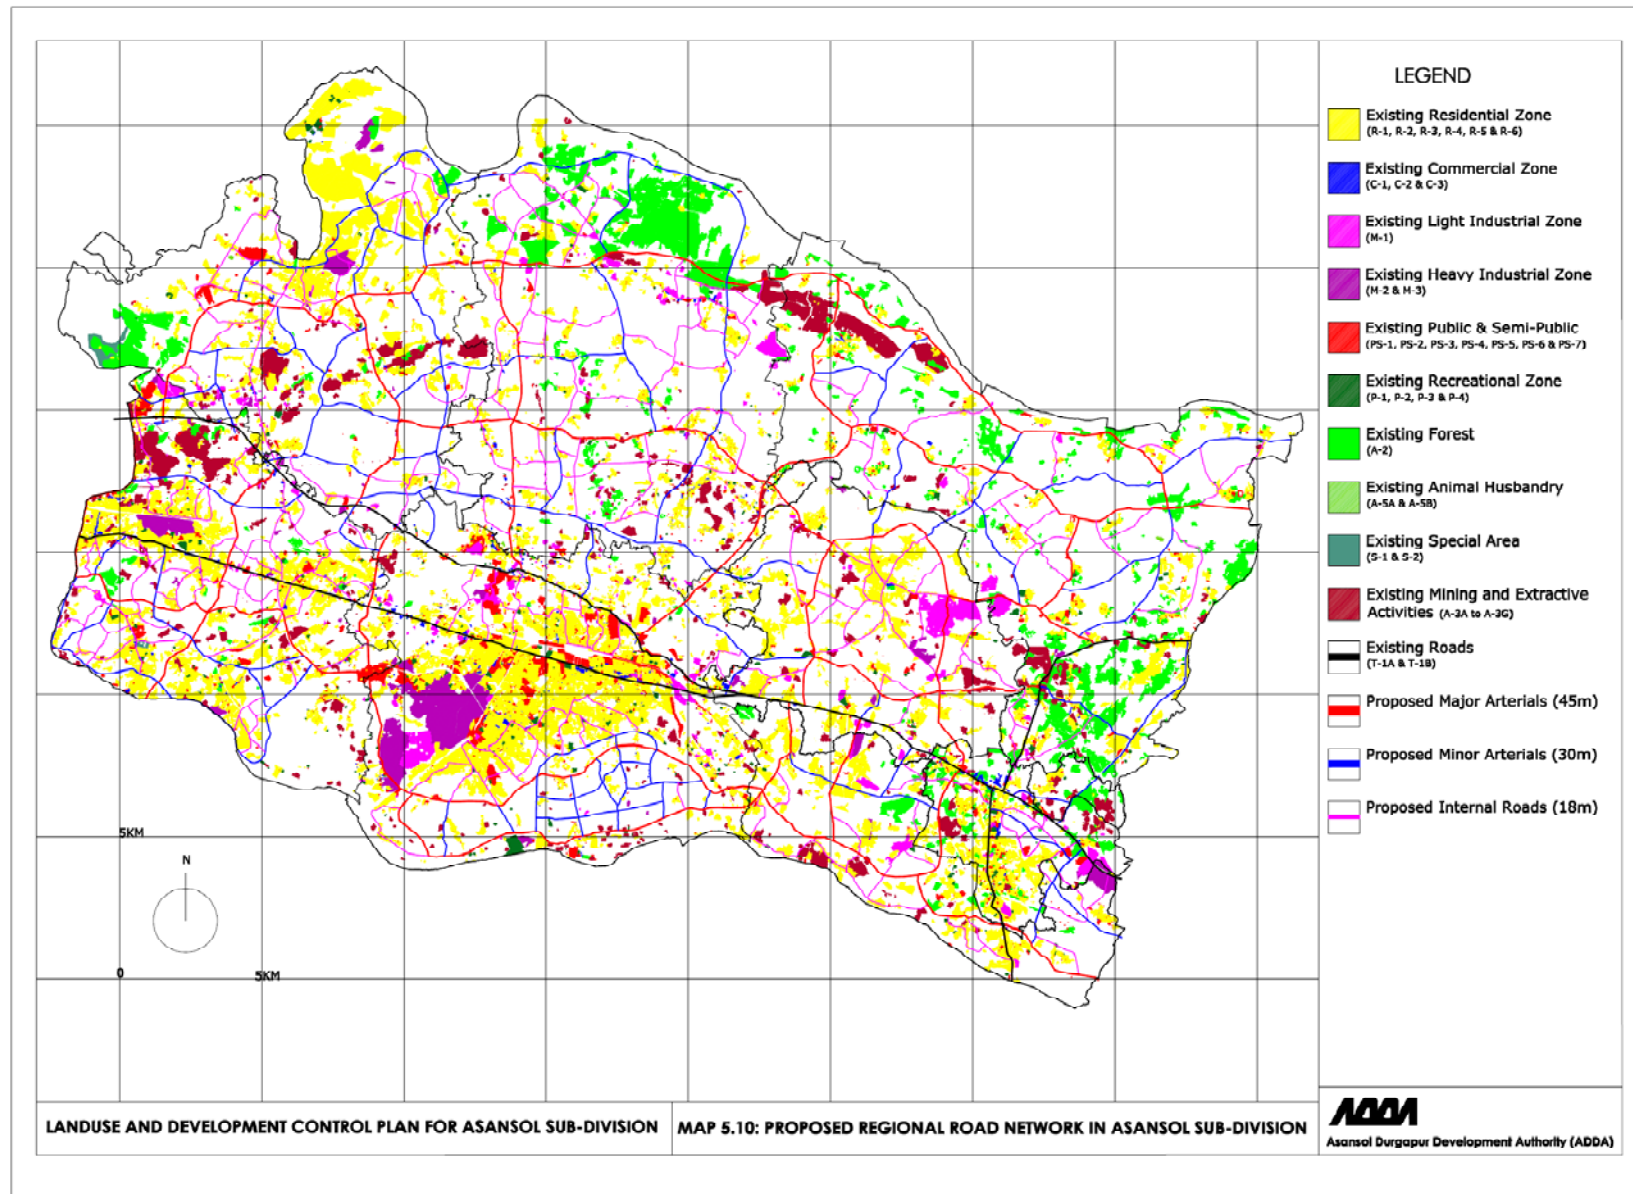 LEGEND
Existing Residential Zone
(R-1, R-2, R-3, R-4, R-5 & R-6)
Existing Commercial Zone
(C-1, C-2 & C-3)
Existing Light Industrial Zone
(M-1)
Existing Heavy Industrial Zone
(M-2 & M-3)
Existing Public & Semi-Public
(PS-1, PS-2, PS-3, PS-4, PS-5, PS-6 & PS-7)
Existing Recreational Zone
(P-1, P-2, P-3 & P-4)
Existing Forest
(A-2)
Existing Animal Husbandry
(A-5A & A-5B)
Existing Special Area
(S-1 & S-2)
Existing Mining and Extractive
Activities (A-3A to A-3G)
Existing Roads
(T-1A & T-1B)
Proposed Major Arterials (45m)
Proposed Minor Arterials (30m)
Proposed Internal Roads (18m)
5KM
N
0
5KM
LANDUSE AND DEVELOPMENT CONTROL PLAN FOR ASANSOL SUB-DIVISION
MAP 5.10: PROPOSED REGIONAL ROAD NETWORK IN ASANSOL SUB-DIVISION
ADDA
Asansol Durgapur Development Authority (ADDA)